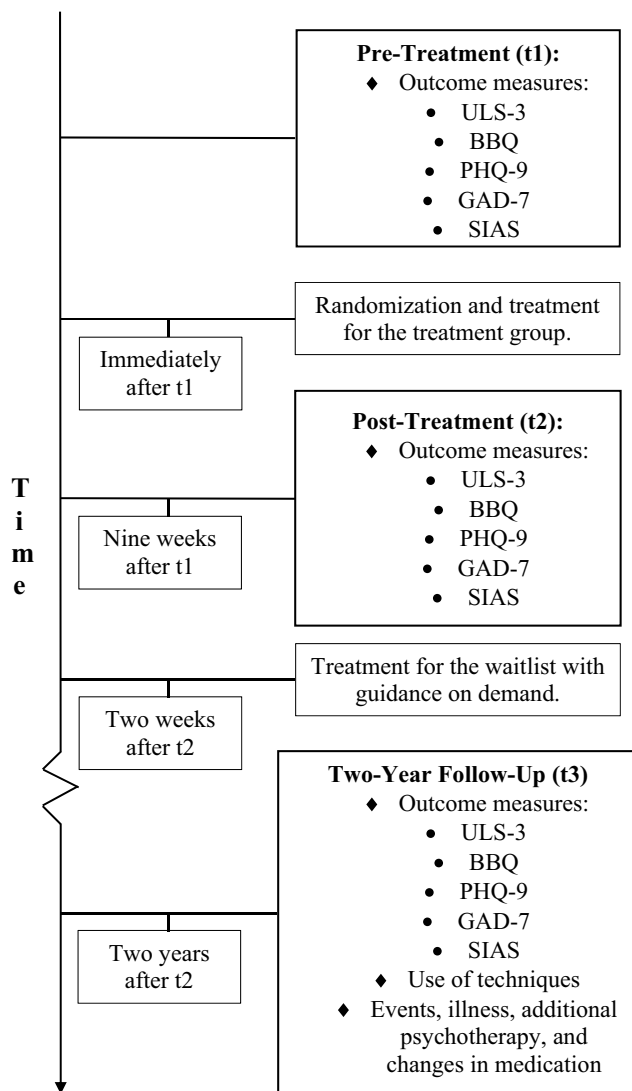 Pre-Treatment (t1):
♦ Outcome measures:
• ULS-3
• BBQ
• PHQ-9
• GAD-7
• SIAS
Randomization and treatment
for the treatment group.
Immediately
after t1
Post-Treatment (t2):
♦ Outcome measures:
• ULS-3
• BBQ
• PHQ-9
• GAD-7
• SIAS
Time
Nine weeks
after t1
Treatment for the waitlist with
guidance on demand.
Two weeks
after t2
Two-Year Follow-Up (t3)
♦ Outcome measures:
• ULS-3
• BBQ
• PHQ-9
• GAD-7
• SIAS
♦ Use of techniques
♦ Events, illness, additional
psychotherapy, and
changes in medication
Two years
after t2